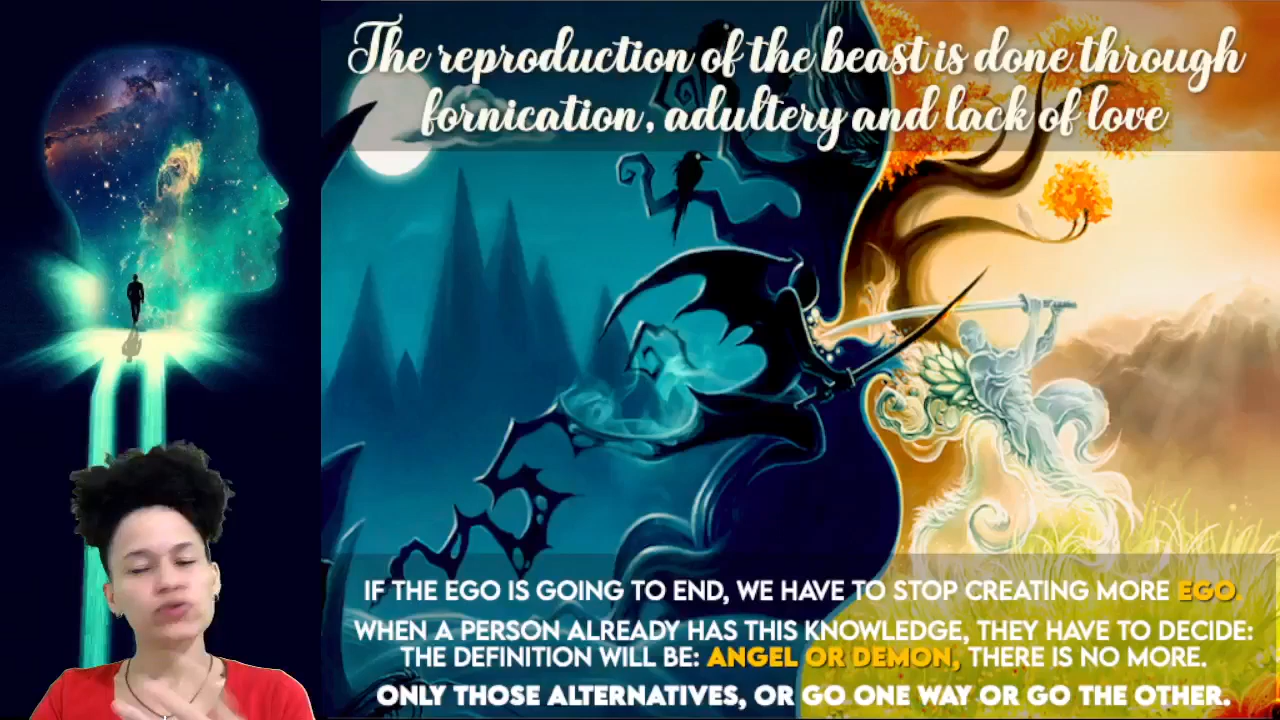 The reproduction of the beast is done through
fornication, adultery and lack of love
IF THE EGO IS GOING TO END, WE HAVE TO STOP CREATING MORE EGO.
WHEN A PERSON ALREADY HAS THIS KNOWLEDGE, THEY HAVE TO DECIDE:
THE DEFINITION WILL BE: ANGEL OR DEMON, THERE IS NO MORE.
ONLY THOSE ALTERNATIVES, OR GO ONE WAY OR GO THE OTHER.